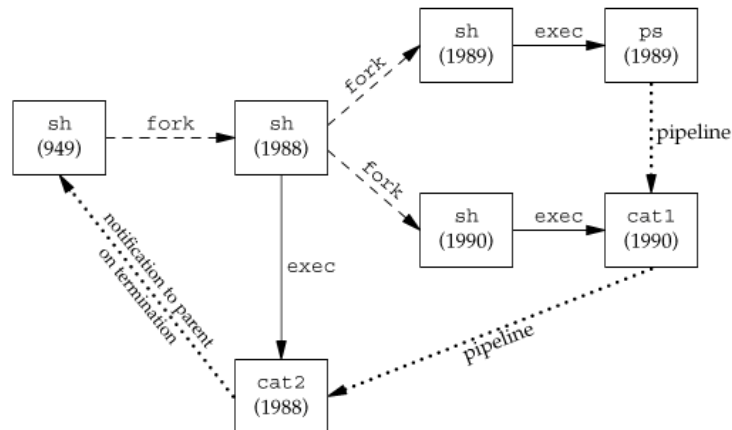 sh
(1989)
exec
ps
(1989)
fork
sh
(949)
fork
sh
(1988)
pipeline
fork
sh
(1990)
exec
cat1
(1990)
notification to parent
on termination
exec
pipeline
cat2
(1988)